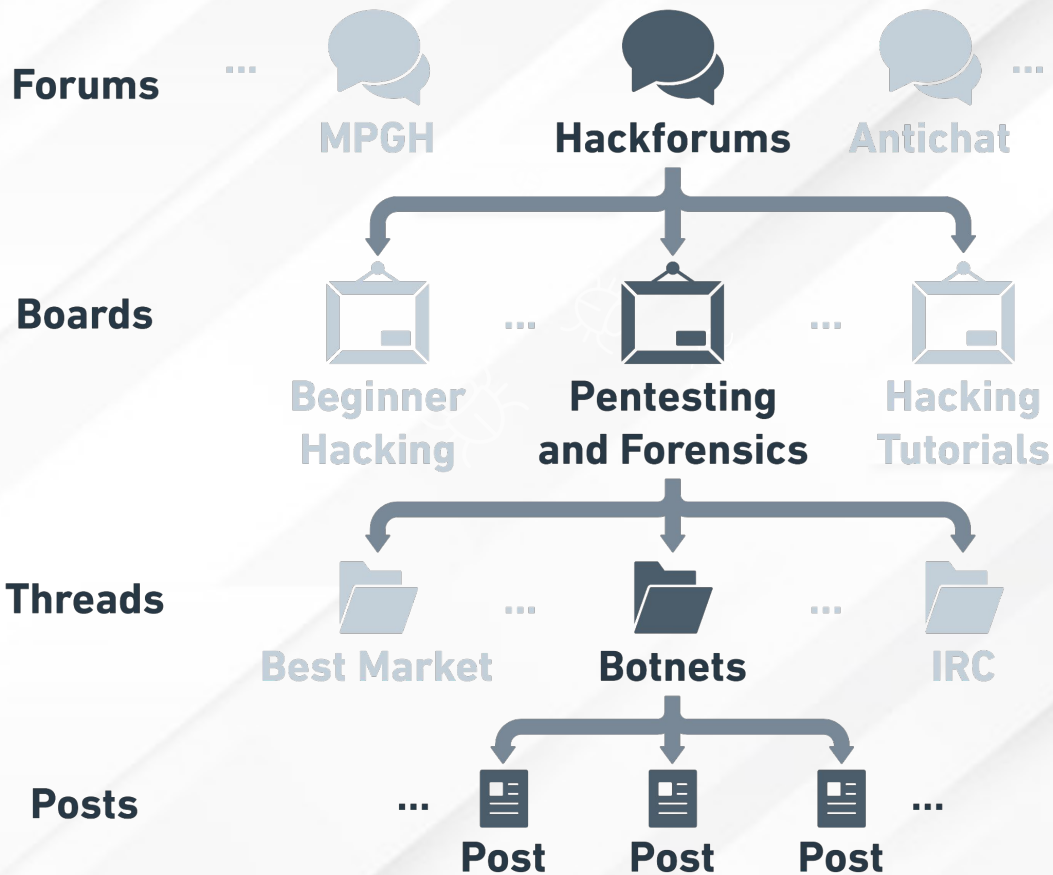 Forums
...
MPGH
Hackforums
Antichat
...
Boards
Beginner
Hacking
...
Pentesting
and Forensics
...
Hacking
Tutorials
Threads
Best Market
...
Botnets
...
IRC
Posts
...
Post
Post
Post
...